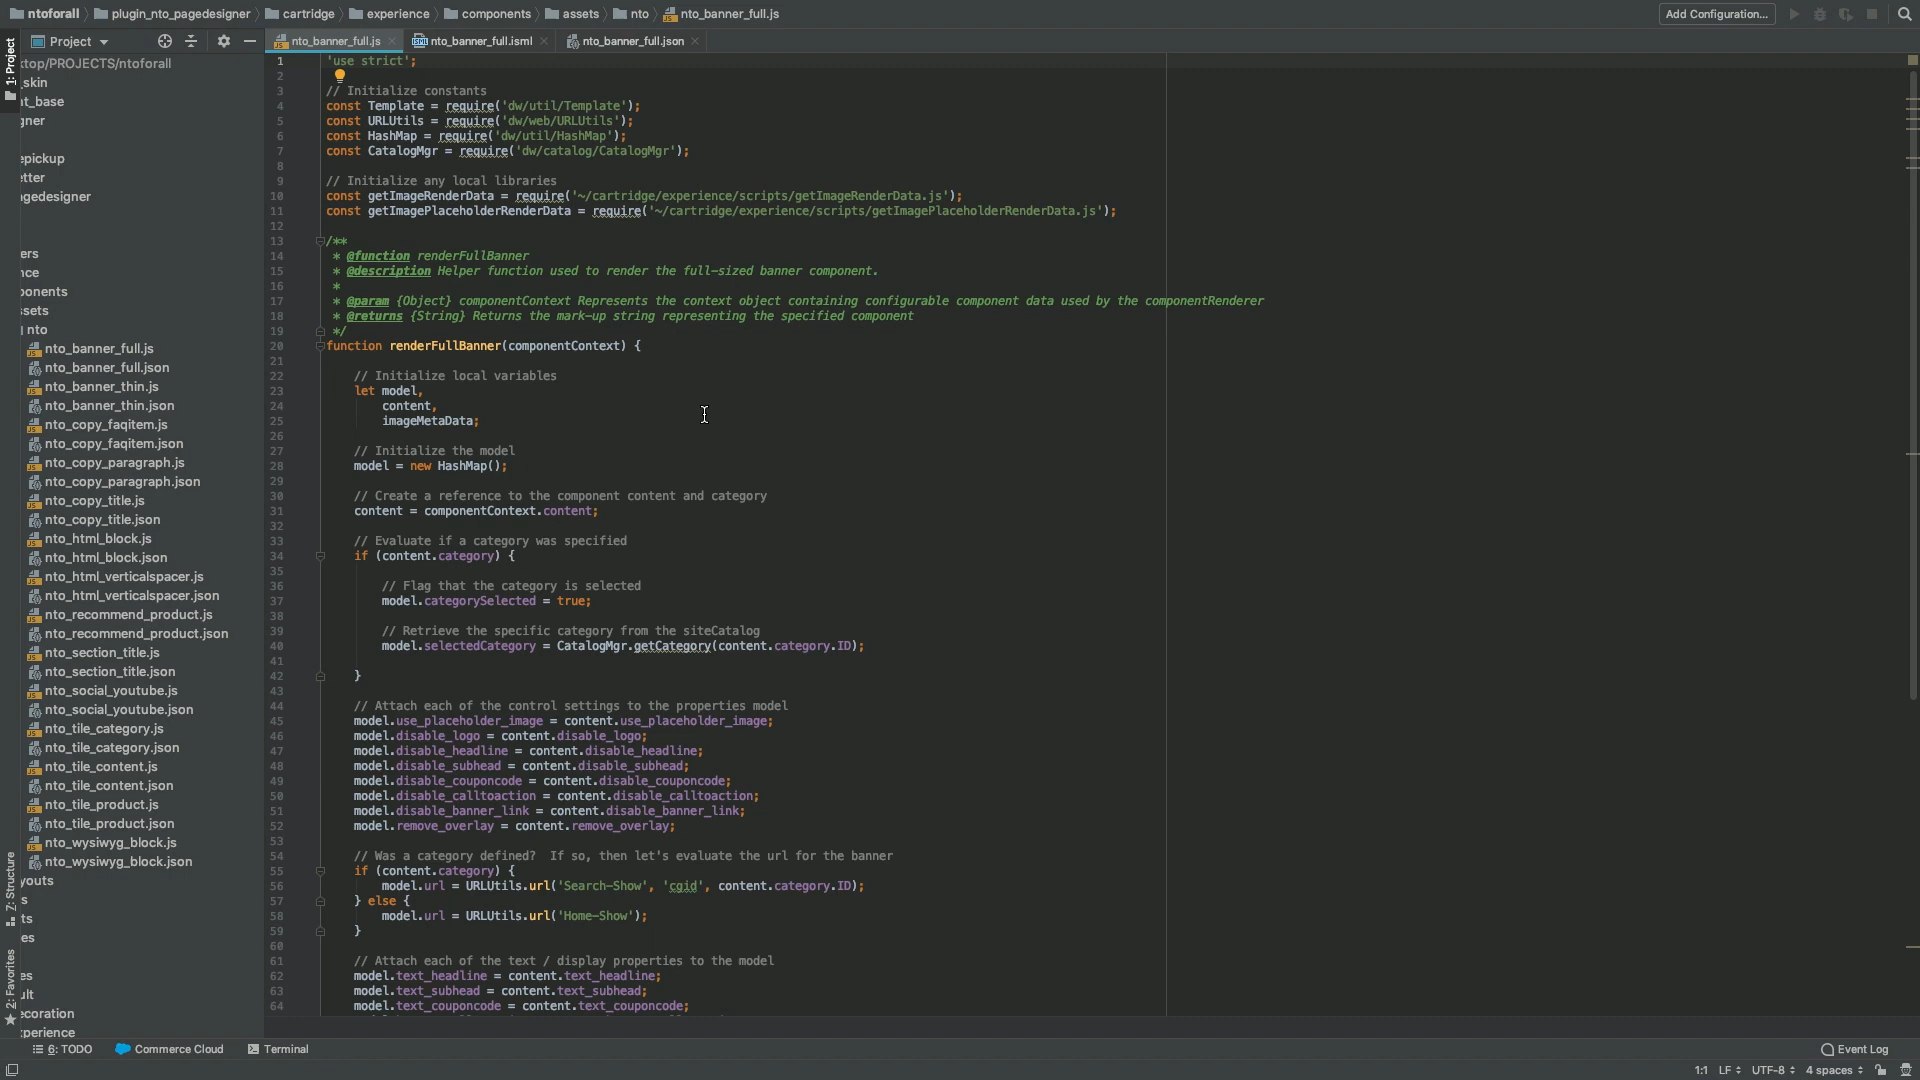 ntoforall plugin_nto_pagedesigner cartridge experience components assets nto nto_banner_full.js Add Configuration...
Project nto_banner_full.js nto_banner_full.isml nto_banner_full.json
1: Project
ktop/PROJECTS/ntoforall
_skin
nt_base
gner
epickup
etter
agedesigner
ers
nce
ponents
ssets
nto
nto_banner_full.js
nto_banner_full.json
nto_banner_thin.js
nto_banner_thin.json
nto_copy_faqitem.js
nto_copy_faqitem.json
nto_copy_paragraph.js
nto_copy_paragraph.json
nto_copy_title.js
nto_copy_title.json
nto_html_block.js
nto_html_block.json
nto_html_verticalspacer.js
nto_html_verticalspacer.json
nto_recommend_product.js
nto_recommend_product.json
nto_section_title.js
nto_section_title.json
nto_social_youtube.js
nto_social_youtube.json
nto_tile_category.js
nto_tile_category.json
nto_tile_content.js
nto_tile_content.json
nto_tile_product.js
nto_tile_product.json
nto_wysiwyg_block.js
nto_wysiwyg_block.json
youts
s
ts
es
es
ult
ecoration
xperience
Z: Structure
2: Favorites
1 'use strict';
2
3 // Initialize constants
4 const Template = require('dw/util/Template');
5 const URLUtils = require('dw/web/URLUtils');
6 const HashMap = require('dw/util/HashMap');
7 const CatalogMgr = require('dw/catalog/CatalogMgr');
8
9 // Initialize any local libraries
10 const getImageRenderData = require('~/cartridge/experience/scripts/getImageRenderData.js');
11 const getImagePlaceholderRenderData = require('~/cartridge/experience/scripts/getImagePlaceholderRenderData.js');
12
13 /**
14 * @function renderFullBanner
15 * @description Helper function used to render the full-sized banner component.
16 *
17 * @param {Object} componentContext Represents the context object containing configurable component data used by the componentRenderer
18 * @returns {String} Returns the mark-up string representing the specified component
19 */
20 function renderFullBanner(componentContext) {
21
22 // Initialize local variables
23 let model,
24 content,
25 imageMetaData;
26
27 // Initialize the model
28 model = new HashMap();
29
30 // Create a reference to the component content and category
31 content = componentContext.content;
32
33 // Evaluate if a category was specified
34 if (content.category) {
35
36 // Flag that the category is selected
37 model.categorySelected = true;
38
39 // Retrieve the specific category from the siteCatalog
40 model.selectedCategory = CatalogMgr.getCategory(content.category.ID);
41
42 }
43
44 // Attach each of the control settings to the properties model
45 model.use_placeholder_image = content.use_placeholder_image;
46 model.disable_logo = content.disable_logo;
47 model.disable_headline = content.disable_headline;
48 model.disable_subhead = content.disable_subhead;
49 model.disable_couponcode = content.disable_couponcode;
50 model.disable_calltoaction = content.disable_calltoaction;
51 model.disable_banner_link = content.disable_banner_link;
52 model.remove_overlay = content.remove_overlay;
53
54 // Was a category defined?  If so, then let's evaluate the url for the banner
55 if (content.category) {
56 model.url = URLUtils.url('Search-Show', 'cgid', content.category.ID);
57 } else {
58 model.url = URLUtils.url('Home-Show');
59 }
60
61 // Attach each of the text / display properties to the model
62 model.text_headline = content.text_headline;
63 model.text_subhead = content.text_subhead;
64 model.text_couponcode = content.text_couponcode;
6: TODO Commerce Cloud Terminal Event Log
1:1 LF UTF-8 4 spaces